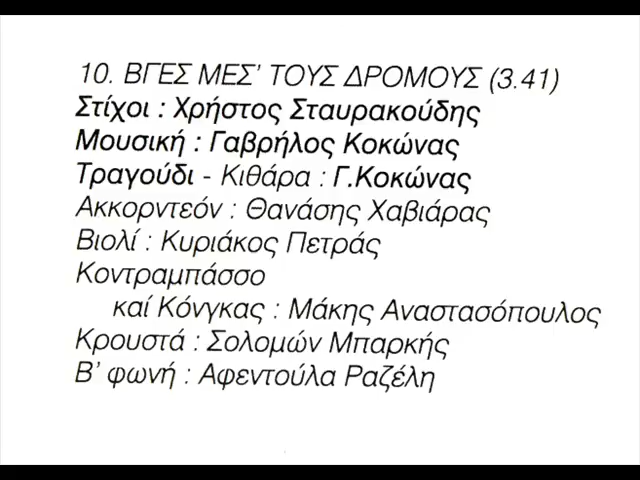 10. ΒΓΕΣ ΜΕΣ' ΤΟΥΣ ΔΡΟΜΟΥΣ (3.41)
Στίχοι : Χρήστος Σταυρακούδης
Μουσική : Γαβρήλος Κοκώνας
Τραγούδι - Κιθάρα : Γ.Κοκώνας
Ακκορντεόν : Θανάσης Χαβιάρας
Βιολί : Κυριάκος Πετράς
Κοντραμπάσσο
καί Κόνγκας : Μάκης Αναστασόπουλος
Κρουστά : Σολομών Μπαρκής
Β' φωνή : Αφεντούλα Ραζέλη